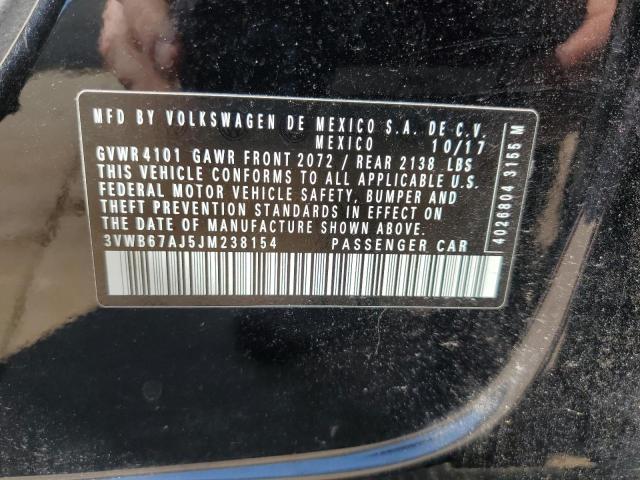 MFD BY VOLKSWAGEN DE MEXICO S.A. DE C.V.
MEXICO 10/17
GVWR 4101 GAWR FRONT 2072 / REAR 2138 LBS
THIS VEHICLE CONFORMS TO ALL APPLICABLE U.S.
FEDERAL MOTOR VEHICLE SAFETY, BUMPER AND
THEFT PREVENTION STANDARDS IN EFFECT ON
THE DATE OF MANUFACTURE SHOWN ABOVE.
3VWB67AJ5JM238154 PASSENGER CAR
4026804 3155 M